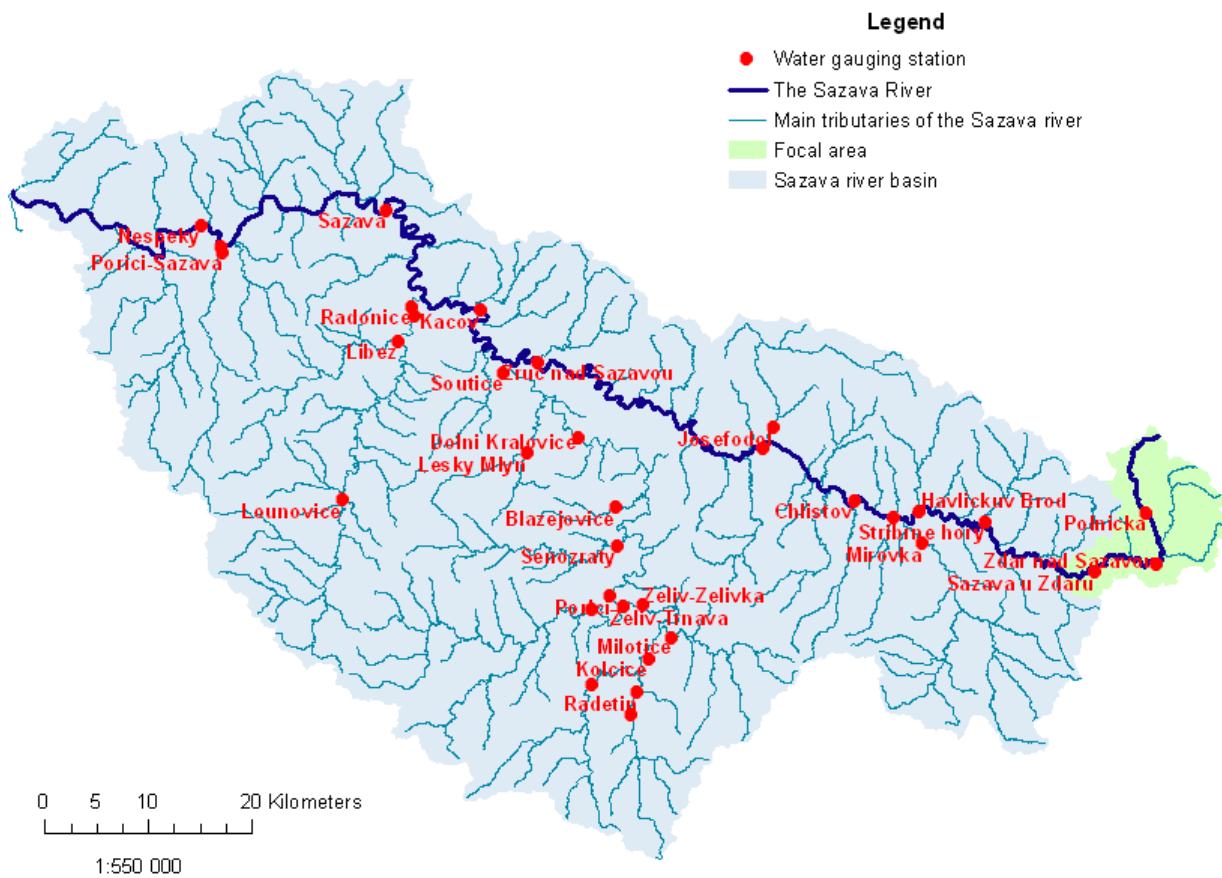 Legend
Water gauging station
The Sazava River
Main tributaries of the Sazava river
Focal area
Sazava river basin
Sazava
Nespeky
Porici-Sazava
Radonice
Kacov
Libez
Soutice
Zruc nad Sazavou
Dolni Kralovice
Lesky Mlyn
Josefodol
Lounovice
Blazejovice
Chlistov
Havlickuv Brod
Stribrne hory
Mirovka
Polnicka
Zdar nad Sazavou
Sazava u Zdaru
Senozraty
Zeliv-Zelivka
Porici
Zeliv-Trnava
Milotice
Kolcice
Radetin
0 5 10 20 Kilometers
1:550 000